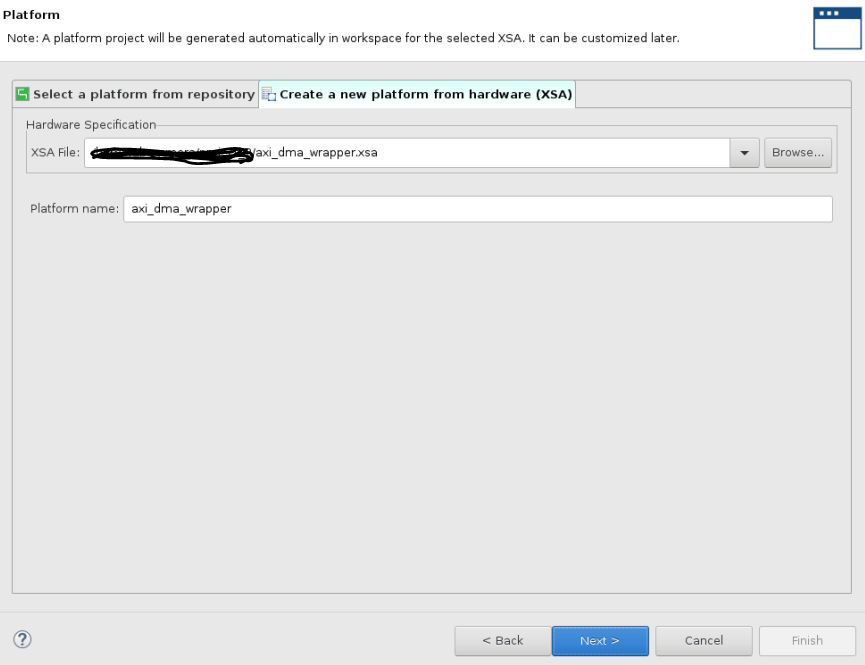 Platform
Note: A platform project will be generated automatically in workspace for the selected XSA. It can be customized later.
Select a platform from repository
Create a new platform from hardware (XSA)
Hardware Specification
XSA File: /axi_dma_wrapper.xsa
Browse...
Platform name: axi_dma_wrapper
?
< Back
Next >
Cancel
Finish